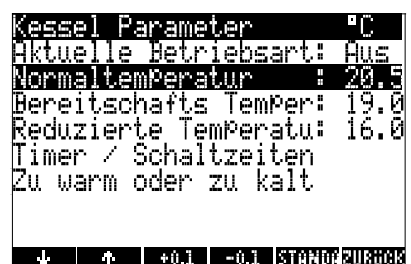 Kessel Parameter °C
Aktuelle Betriebsart: Aus
Normaltemperatur : 20.5
Bereitschafts Temper: 19.0
Reduzierte Temperatu: 16.0
Timer / Schaltzeiten
Zu warm oder zu kalt
↓ ↑ +0.1 -0.1 STANDA ZURÜCK